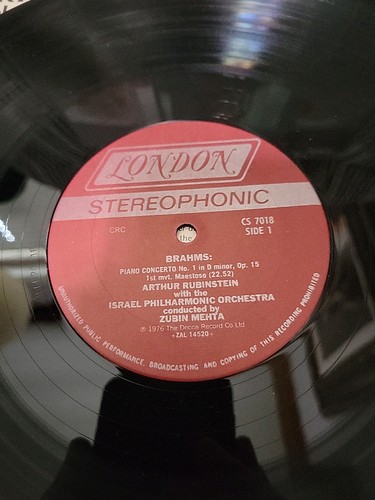 LONDON
STEREOPHONIC
CRC
CS 7018
SIDE 1
the
BRAHMS:
PIANO CONCERTO No. 1 in D minor, Op. 15
1st mvt. Maestoso (22.52)
ARTHUR RUBINSTEIN
with the
ISRAEL PHILHARMONIC ORCHESTRA
conducted by
ZUBIN MEHTA
℗ 1976 The Decca Record Co Ltd
•ZAL 14520•
UNAUTHORIZED PUBLIC PERFORMANCE, BROADCASTING AND COPYING OF THIS RECORDING PROHIBITED